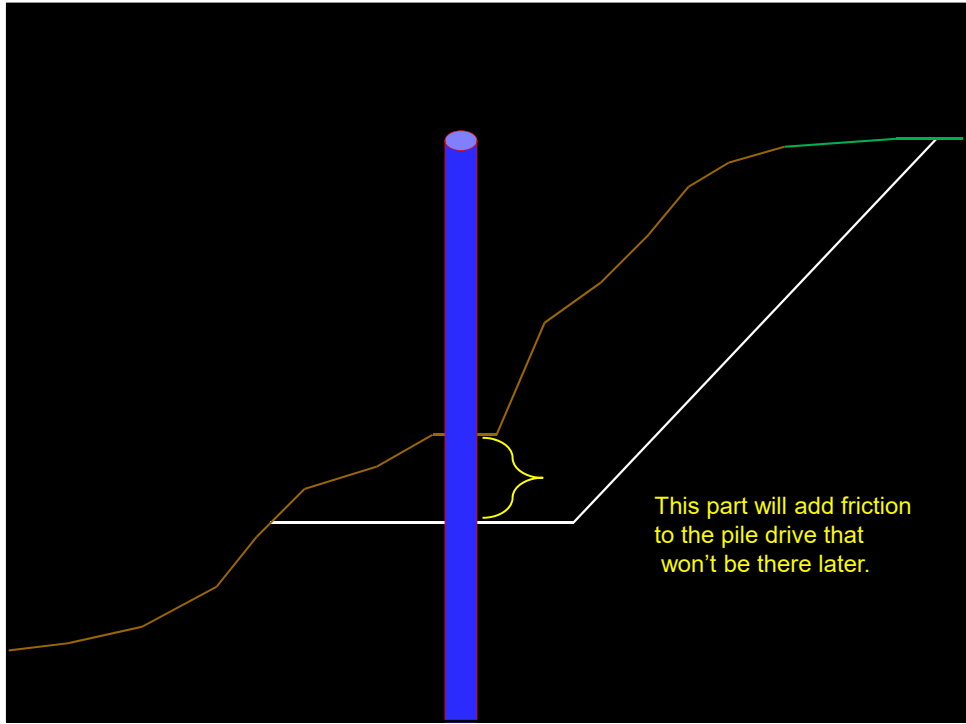 This part will add friction
to the pile drive that
won’t be there later.